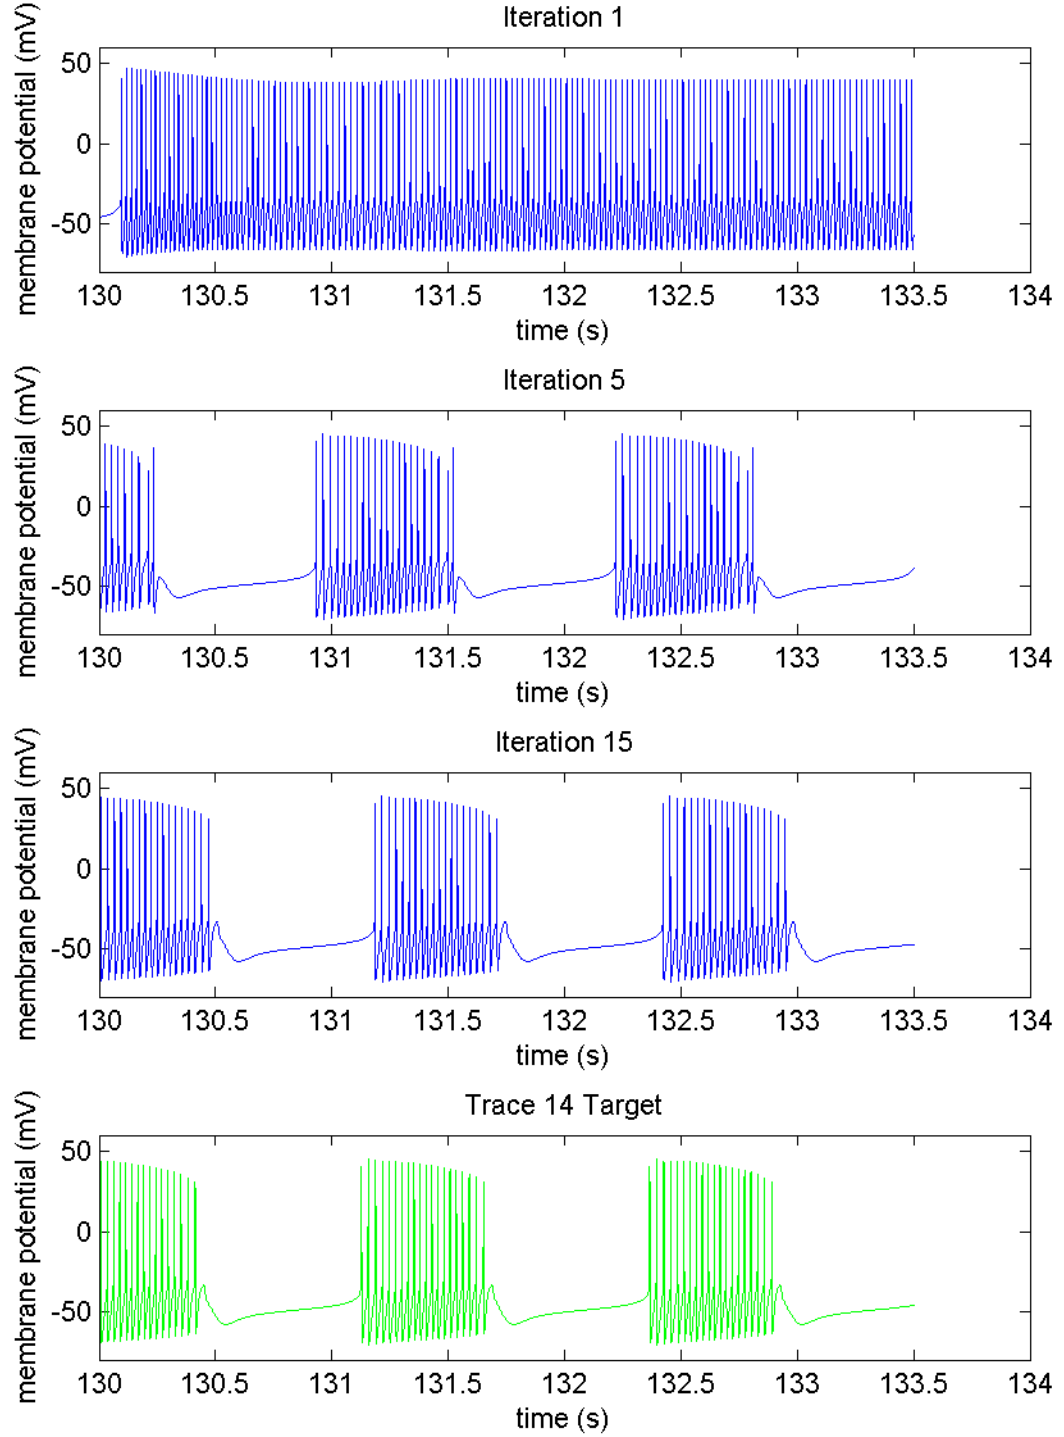 Iteration 1
membrane potential (mV)
50
0
-50
130 130.5 131 131.5 132 132.5 133 133.5 134
time (s)
Iteration 5
membrane potential (mV)
50
0
-50
130 130.5 131 131.5 132 132.5 133 133.5 134
time (s)
Iteration 15
membrane potential (mV)
50
0
-50
130 130.5 131 131.5 132 132.5 133 133.5 134
time (s)
Trace 14 Target
membrane potential (mV)
50
0
-50
130 130.5 131 131.5 132 132.5 133 133.5 134
time (s)